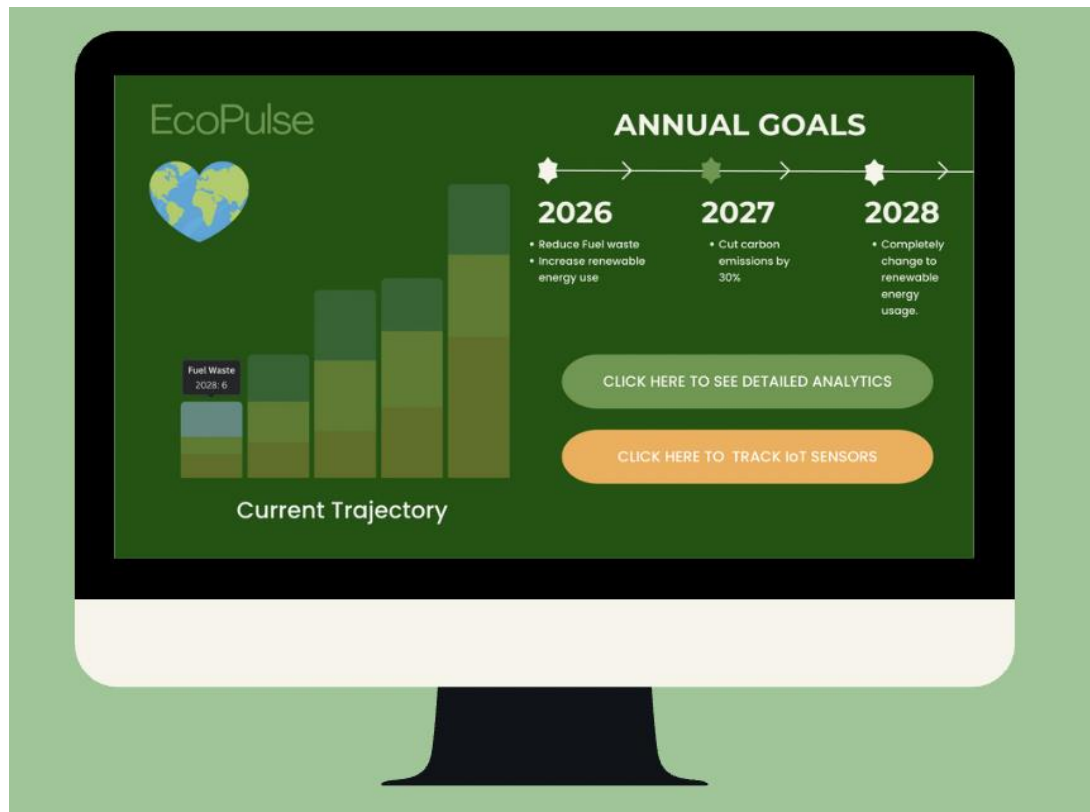 EcoPulse
Fuel Waste
2028: 6
Current Trajectory
ANNUAL GOALS
2026
• Reduce Fuel waste
• Increase renewable
energy use
2027
• Cut carbon
emissions by
30%
2028
• Completely
change to
renewable
energy
usage.
CLICK HERE TO SEE DETAILED ANALYTICS
CLICK HERE TO TRACK IoT SENSORS